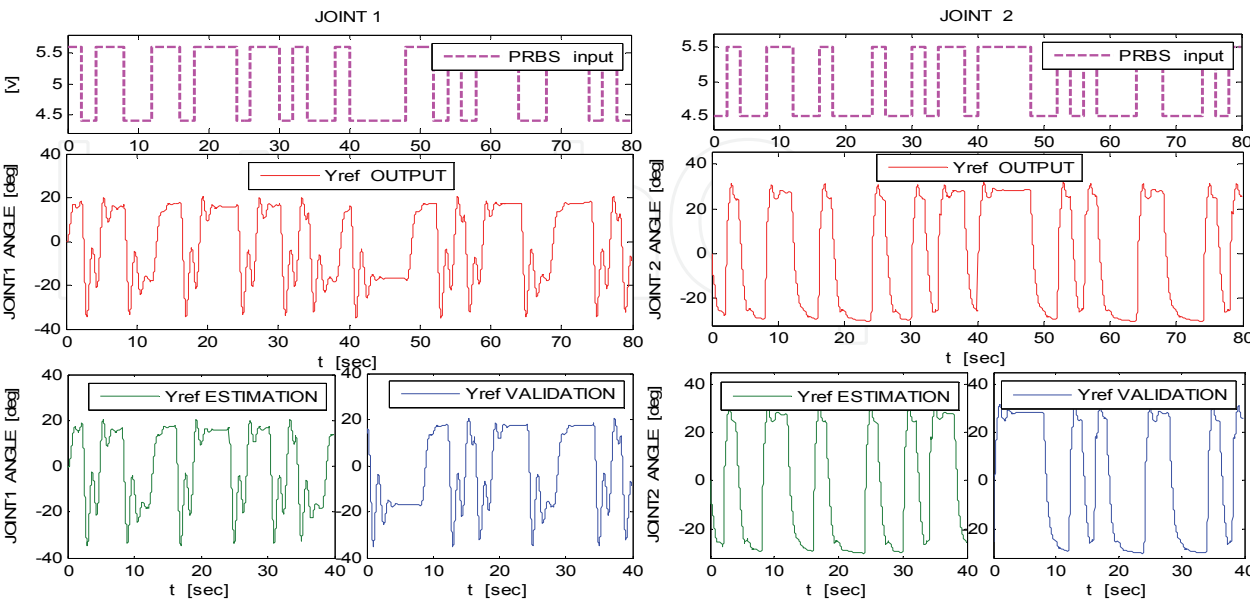 JOINT 1
JOINT 2
[v]
5.5
5
4.5
PRBS input
0 10 20 30 40 50 60 70 80
5.5
5
4.5
PRBS input
0 10 20 30 40 50 60 70 80
JOINT1 ANGLE [deg]
40
20
0
-20
-40
Yref OUTPUT
0 10 20 30 40 50 60 70 80
t [sec]
JOINT 2 ANGLE [deg]
40
20
0
-20
Yref OUTPUT
0 10 20 30 40 50 60 70 80
t [sec]
JOINT1 ANGLE [deg]
40
20
0
-20
-40
Yref ESTIMATION
0 10 20 30 40
t [sec]
40
20
0
-20
-40
Yref VALIDATION
0 10 20 30 40
t [sec]
JOINT2 ANGLE [deg]
40
20
0
-20
Yref ESTIMATION
0 10 20 30 40
t [sec]
40
20
0
-20
Yref VALIDATION
0 10 20 30 40
t [sec]